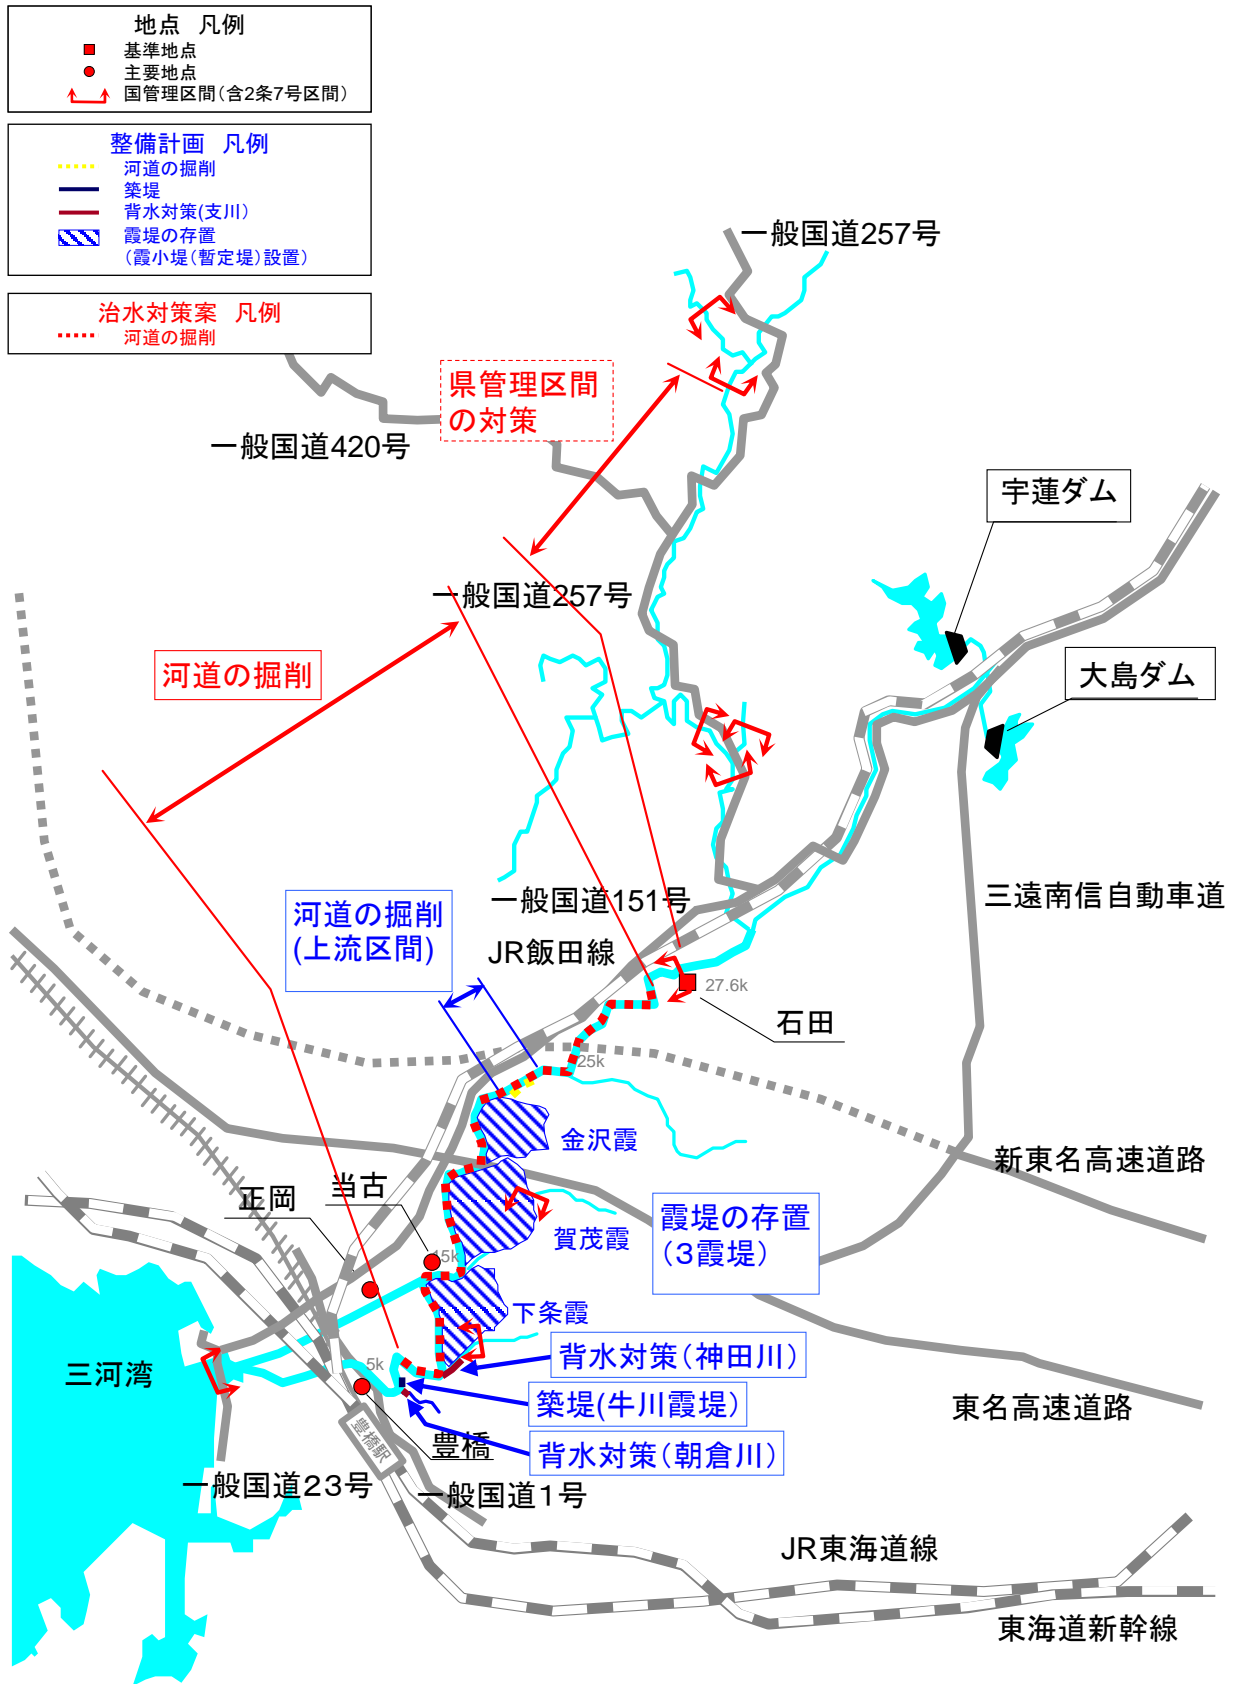 地点 凡例
基準地点
主要地点
国管理区間(含2条7号区間)
整備計画 凡例
河道の掘削
築堤
背水対策(支川)
霞堤の存置
(霞小堤(暫定堤)設置)
治水対策案 凡例
河道の掘削
一般国道257号
県管理区間
の対策
一般国道420号
宇蓮ダム
一般国道257号
河道の掘削
大島ダム
一般国道151号
三遠南信自動車道
河道の掘削
(上流区間)
JR飯田線
27.6k
石田
25k
金沢霞
新東名高速道路
当古
正岡
霞堤の存置
(3霞堤)
賀茂霞
15k
下条霞
背水対策(神田川)
三河湾
5k
築堤(牛川霞堤)
東名高速道路
豊橋駅
豊橋
背水対策(朝倉川)
一般国道23号
一般国道1号
JR東海道線
東海道新幹線